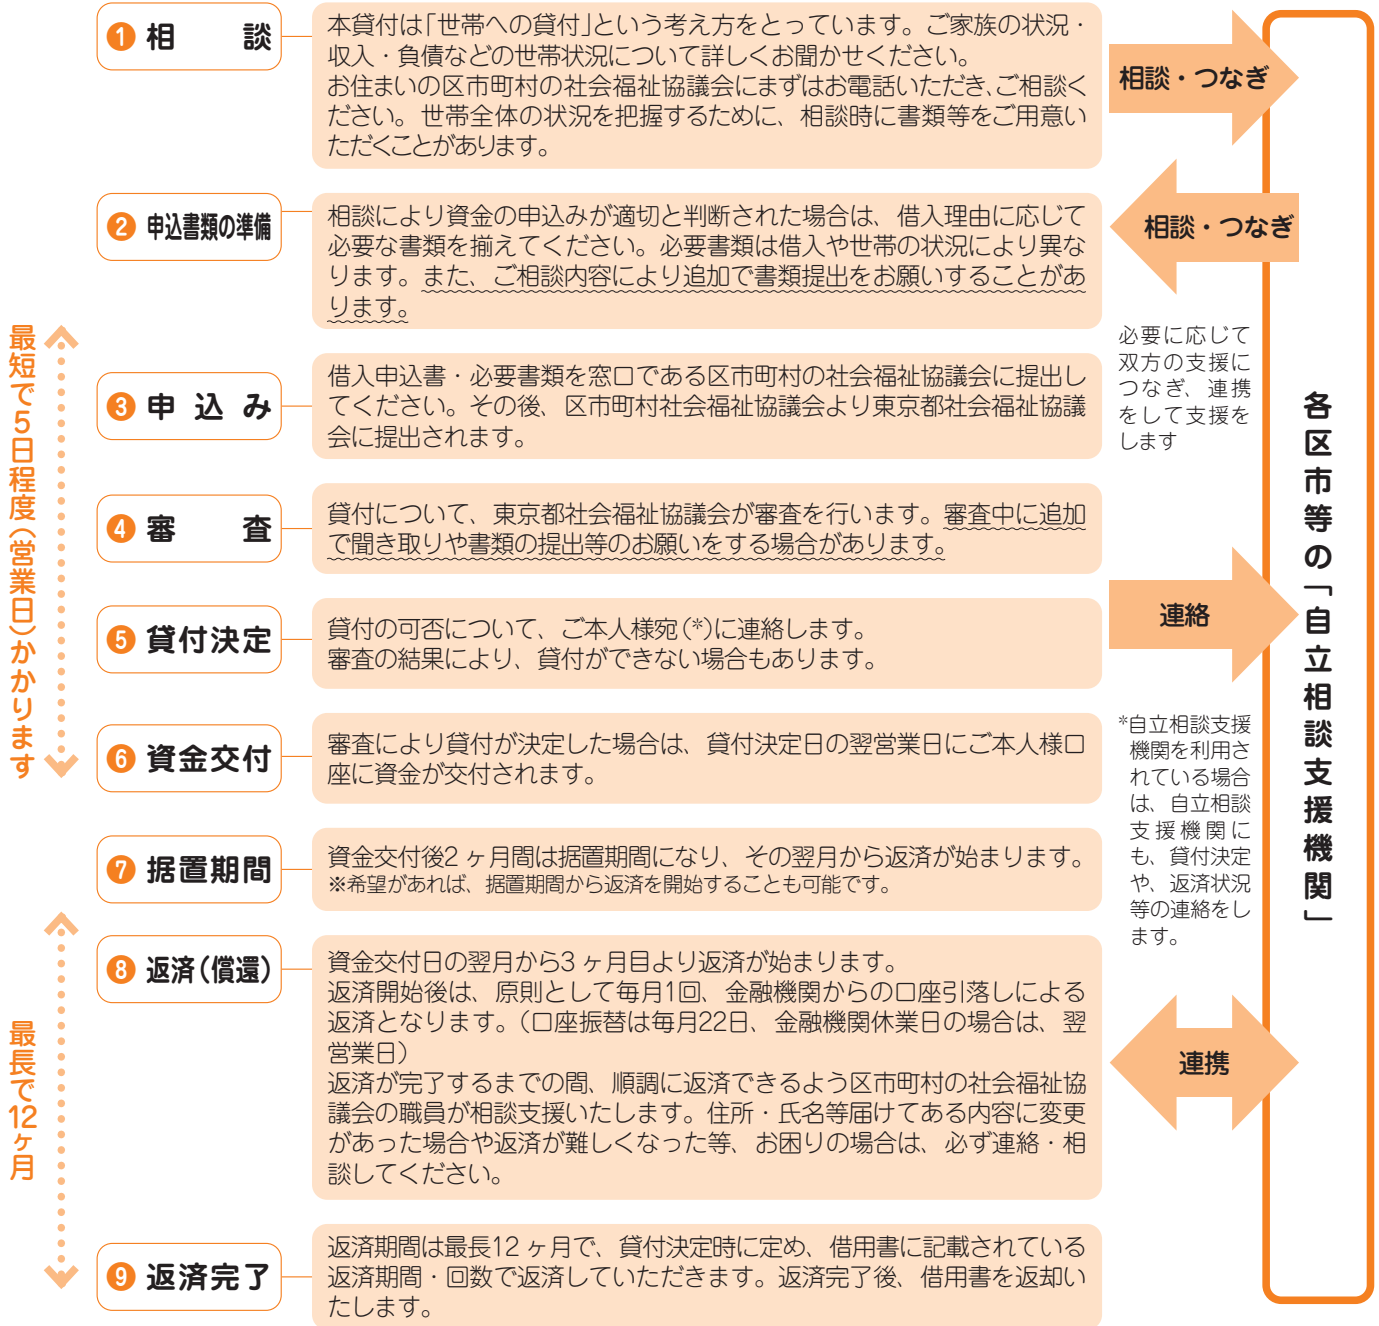 ❶ 相　談
本貸付は「世帯への貸付」という考え方をとっています。ご家族の状況・
収入・負債などの世帯状況について詳しくお聞かせください。
お住まいの区市町村の社会福祉協議会にまずはお電話いただき、ご相談く
ださい。世帯全体の状況を把握するために、相談時に書類等をご用意い
ただくことがあります。
相談・つなぎ
❷ 申込書類の準備
相談により資金の申込みが適切と判断された場合は、借入理由に応じて
必要な書類を揃えてください。必要書類は借入や世帯の状況により異な
ります。また、ご相談内容により追加で書類提出をお願いすることがあ
ります。
相談・つなぎ
必要に応じて
双方の支援に
つなぎ、連携
をして支援を
します
最短で5日程度（営業日）かかります
❸ 申込み
借入申込書・必要書類を窓口である区市町村の社会福祉協議会に提出し
てください。その後、区市町村社会福祉協議会より東京都社会福祉協議
会に提出されます。
❹ 審　査
貸付について、東京都社会福祉協議会が審査を行います。審査中に追加
で聞き取りや書類の提出等のお願いをする場合があります。
❺ 貸付決定
貸付の可否について、ご本人様宛(*)に連絡します。
審査の結果により、貸付ができない場合もあります。
連絡
❻ 資金交付
審査により貸付が決定した場合は、貸付決定日の翌営業日にご本人様口
座に資金が交付されます。
*自立相談支援
機関を利用さ
れている場合
は、自立相談
支援機関に
も、貸付決定
や、返済状況
等の連絡をし
ます。
❼ 据置期間
資金交付後2ヶ月間は据置期間になり、その翌月から返済が始まります。
※希望があれば、据置期間から返済を開始することも可能です。
最長で12ヶ月
❽ 返済（償還）
資金交付日の翌月から3ヶ月目より返済が始まります。
返済開始後は、原則として毎月1回、金融機関からの口座引落しによる
返済となります。（口座振替は毎月22日、金融機関休業日の場合は、翌
営業日）
返済が完了するまでの間、順調に返済できるよう区市町村の社会福祉協
議会の職員が相談支援いたします。住所・氏名等届けてある内容に変更
があった場合や返済が難しくなった等、お困りの場合は、必ず連絡・相
談してください。
連携
❾ 返済完了
返済期間は最長12ヶ月で、貸付決定時に定め、借用書に記載されている
返済期間・回数で返済していただきます。返済完了後、借用書を返却い
たします。
各区市等の「自立相談支援機関」